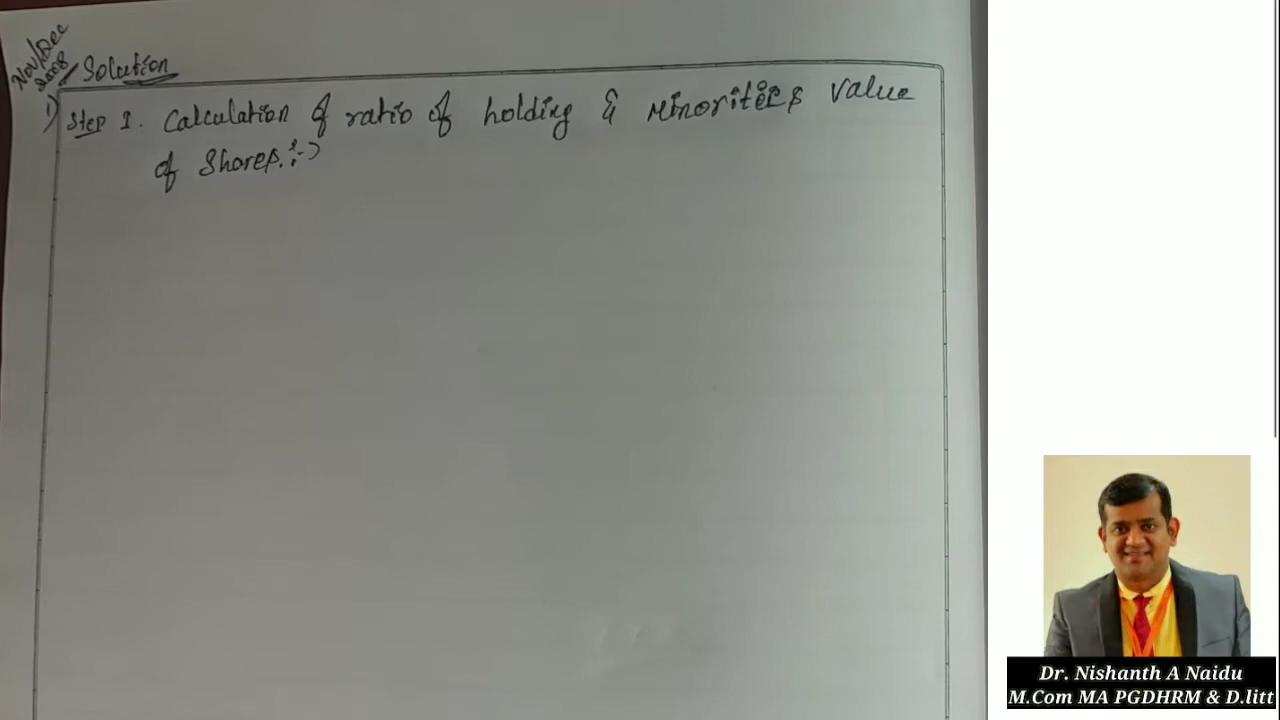 Nov/Dec
2008
Solution
1) Step 1. Calculation of ratio of holding & Minorities Value
of Shares :-)
Dr. Nishanth A Naidu
M.Com MA PGDHRM & D.litt